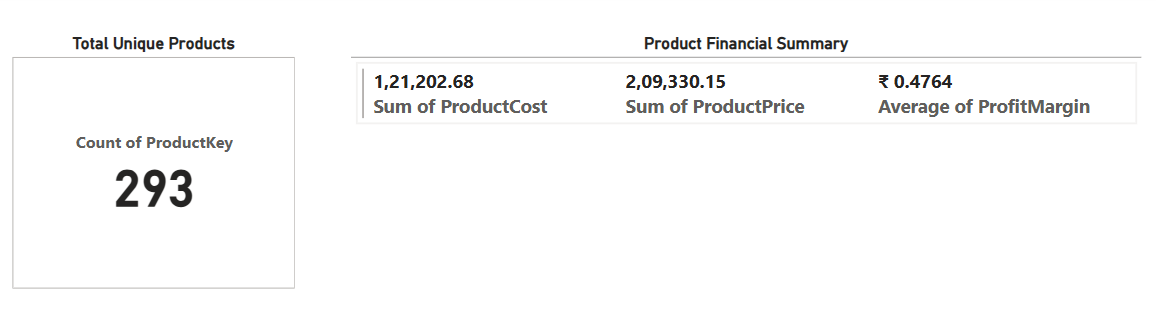 Total Unique Products
Count of ProductKey
293
Product Financial Summary
1,21,202.68
Sum of ProductCost
2,09,330.15
Sum of ProductPrice
₹ 0.4764
Average of ProfitMargin